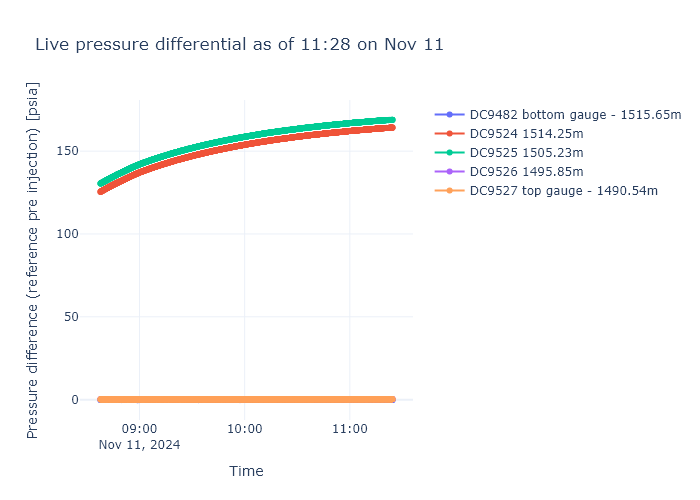 Live pressure differential as of 11:28 on Nov 11
Pressure difference (reference pre injection) [psia]
150
100
50
0
09:00
Nov 11, 2024
10:00
11:00
Time
DC9482 bottom gauge - 1515.65m
DC9524 1514.25m
DC9525 1505.23m
DC9526 1495.85m
DC9527 top gauge - 1490.54m